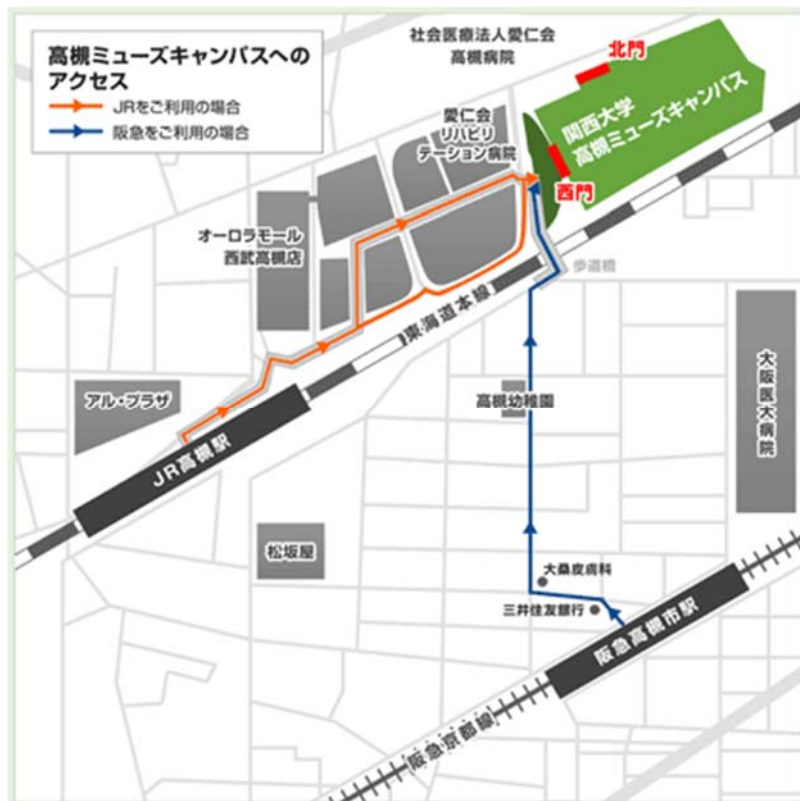 高槻ミューズキャンパスへの
アクセス
JRをご利用の場合
阪急をご利用の場合
社会医療法人愛仁会
高槻病院
北門
関西大学
高槻ミューズキャンパス
西門
愛仁会
リハビリ
テーション病院
オーロラモール
西武高槻店
歩道橋
東海道本線
アル・プラザ
JR高槻駅
高槻幼稚園
大阪医大病院
松坂屋
大桑皮膚科
三井住友銀行
阪急高槻市駅
阪急京都線